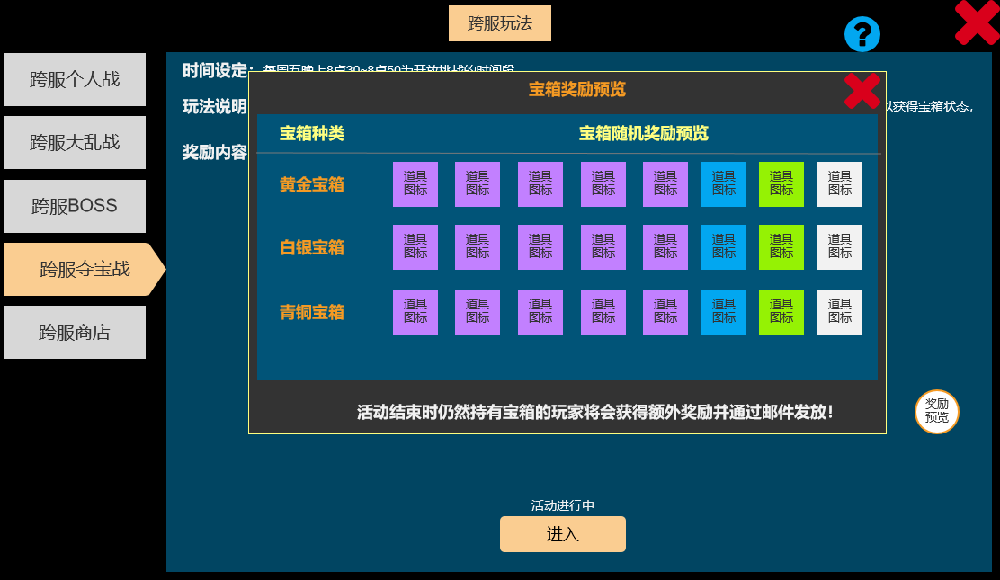 跨服玩法
?
跨服个人战
跨服大乱战
跨服BOSS
跨服夺宝战
跨服商店
时间设定： 每周五晚上8点30~8点50为开放挑战的时间段
玩法说明
以获得宝箱状态，
奖励内容
宝箱奖励预览
宝箱种类 宝箱随机奖励预览
黄金宝箱
道具 道具 道具 道具 道具 道具 道具 道具
图标 图标 图标 图标 图标 图标 图标 图标
白银宝箱
道具 道具 道具 道具 道具 道具 道具 道具
图标 图标 图标 图标 图标 图标 图标 图标
青铜宝箱
道具 道具 道具 道具 道具 道具 道具 道具
图标 图标 图标 图标 图标 图标 图标 图标
活动结束时仍然持有宝箱的玩家将会获得额外奖励并通过邮件发放！
奖励
预览
活动进行中
进入